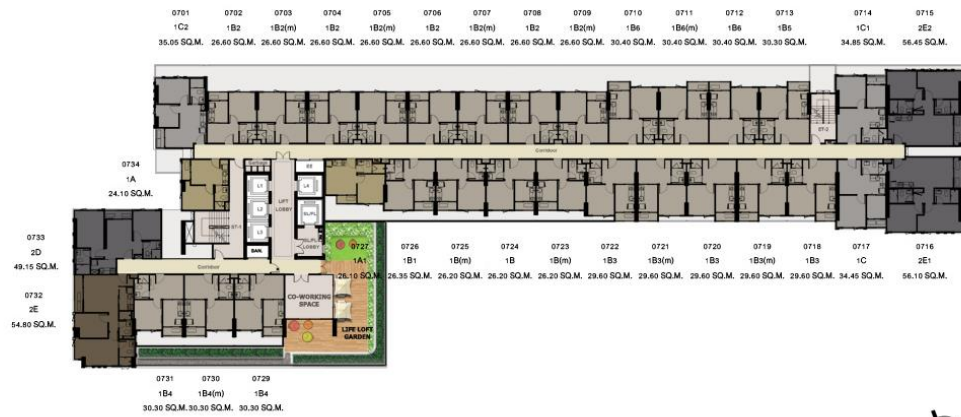 0701 0702 0703 0704 0705 0706 0707 0708 0709 0710 0711 0712 0713 0714 0715
1C2 1B2 1B2(m) 1B2 1B2(m) 1B2 1B2(m) 1B2 1B2(m) 1B6 1B6(m) 1B6 1B5 1C1 2E2
35.05 SQ.M. 26.60 SQ.M. 26.60 SQ.M. 26.60 SQ.M. 26.60 SQ.M. 26.60 SQ.M. 26.60 SQ.M. 26.60 SQ.M. 26.60 SQ.M. 30.40 SQ.M. 30.40 SQ.M. 30.40 SQ.M. 30.30 SQ.M. 34.85 SQ.M. 56.45 SQ.M.
ST-2
Corridor
0734
1A
24.10 SQ.M.
L1
L2
L3
LIFT
LOBBY
L4
LOBBY
ST-1
0733
2D
49.15 SQ.M.
Corridor
0732
2E
54.80 SQ.M.
CO-WORKING
SPACE
LIFE LOFT
GARDEN
0727 0726 0725 0724 0723 0722 0721 0720 0719 0718 0717 0716
1A1 1B1 1B(m) 1B 1B(m) 1B3 1B3(m) 1B3 1B3(m) 1B3 1C 2E1
26.10 SQ.M. 26.35 SQ.M. 26.20 SQ.M. 26.20 SQ.M. 26.20 SQ.M. 29.60 SQ.M. 29.60 SQ.M. 29.60 SQ.M. 29.60 SQ.M. 29.60 SQ.M. 34.45 SQ.M. 56.10 SQ.M.
0731 0730 0729
1B4 1B4(m) 1B4
30.30 SQ.M. 30.30 SQ.M. 30.30 SQ.M.